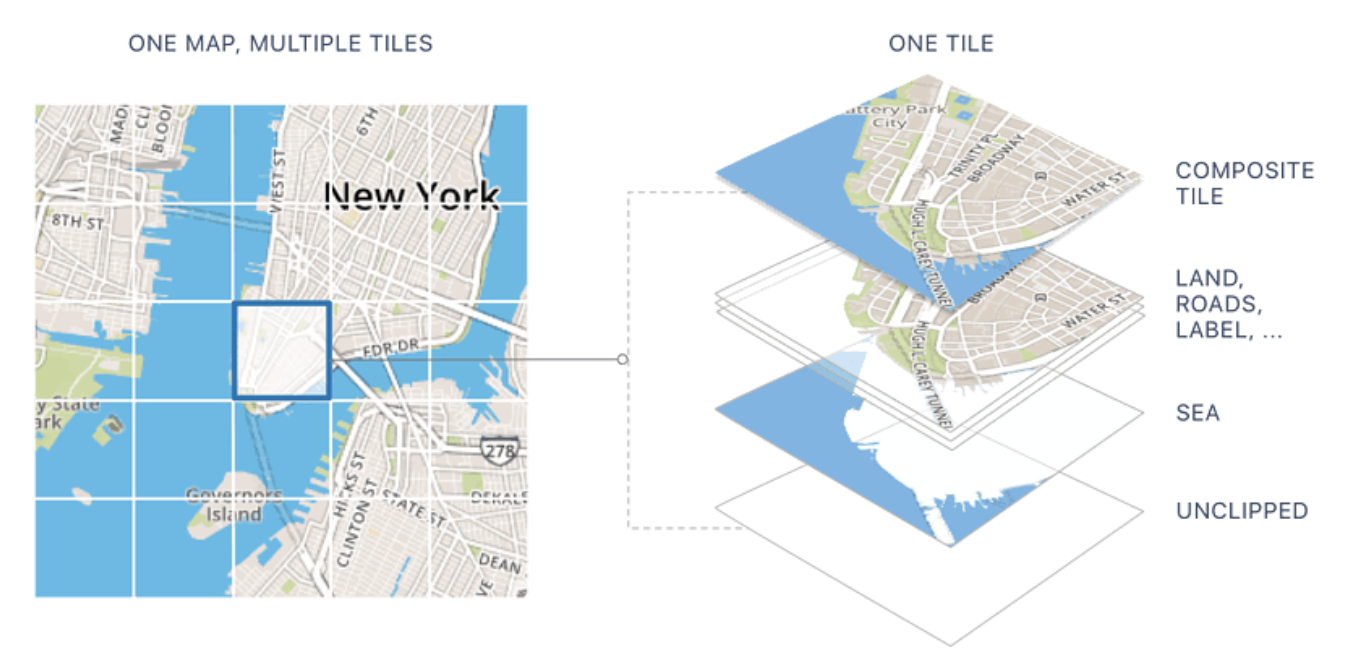 ONE MAP, MULTIPLE TILES
ONE TILE
MAD
CLI
BLOO
6TH
WEST ST
New York
8TH ST
FDR DR
y State
ark
278
Governors
Island
HICKS ST
CLINTON ST
STATE ST
DEKALB
DEAN
VE
attery Park
City
TRINITY PL
BROADWAY
WATER ST
HUGH L. CAREY TUNNEL
COMPOSITE
TILE
BROADW
WATER ST
HUGH L. CAREY TUNNEL
LAND,
ROADS,
LABEL, ...
SEA
UNCLIPPED